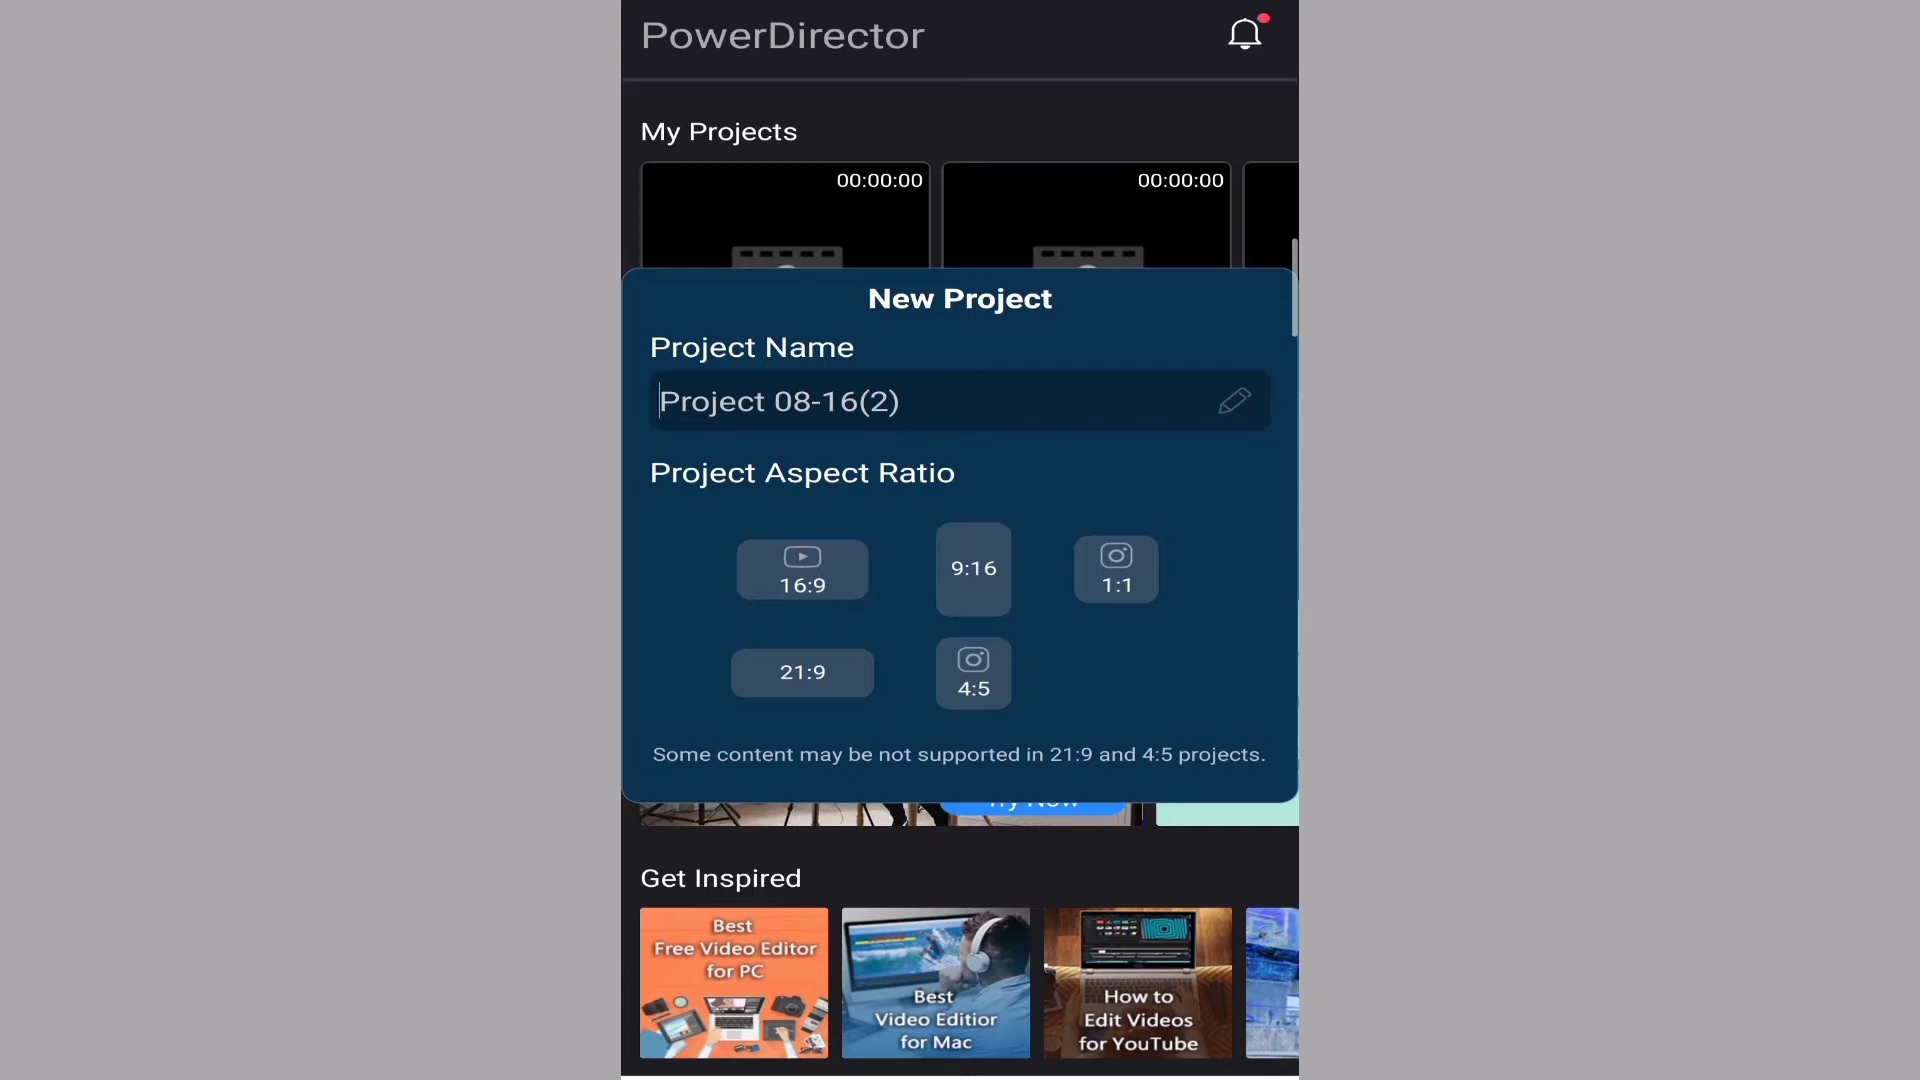 PowerDirector
My Projects
00:00:00
00:00:00
New Project
Project Name
Project 08-16(2)
Project Aspect Ratio
16:9
9:16
1:1
21:9
4:5
Some content may be not supported in 21:9 and 4:5 projects.
Try Now
Get Inspired
Best
Free Video Editor
for PC
Best
Video Editior
for Mac
How to
Edit Videos
for YouTube